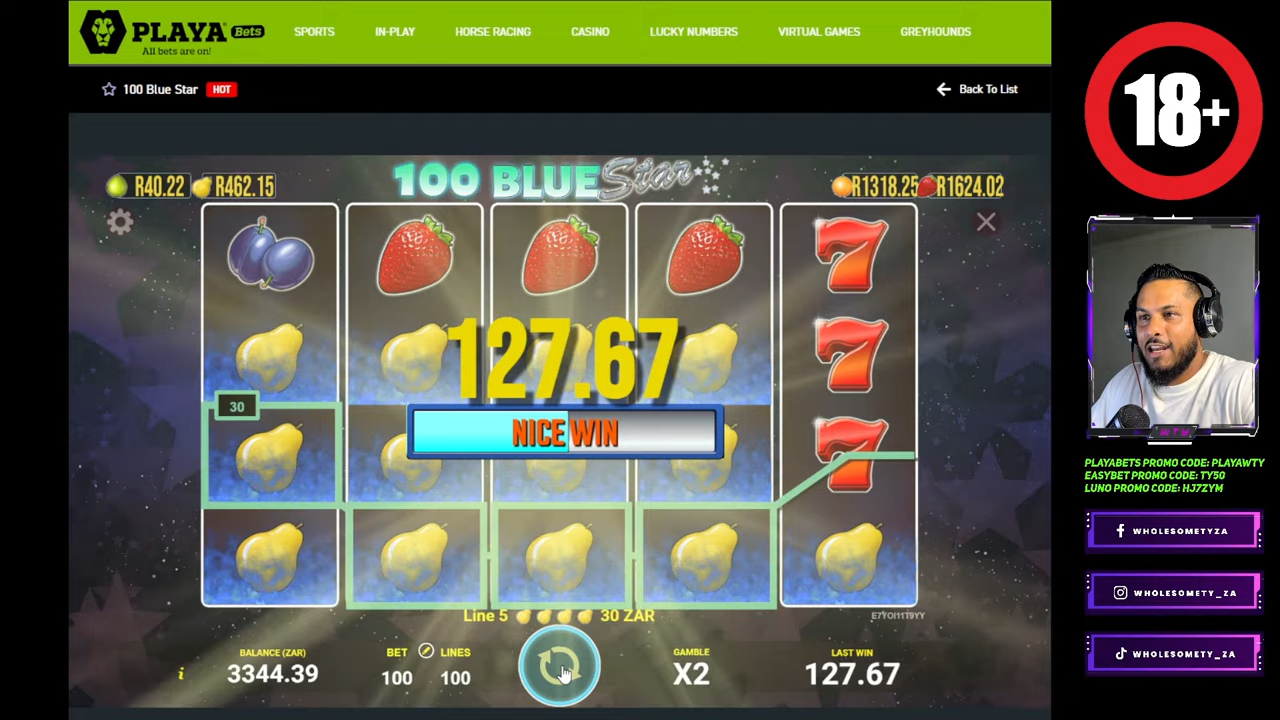 PLAYA Bets
All bets are on!
SPORTS IN-PLAY HORSE RACING CASINO LUCKY NUMBERS VIRTUAL GAMES GREYHOUNDS
100 Blue Star HOT
Back To List
R40.22 R462.15
100 BLUE Star
R1318.25 R1624.02
127.67
NICE WIN
30
Line 5 30 ZAR
E7YOI11T9YY
BALANCE (ZAR)
3344.39
BET LINES
100 100
GAMBLE
X2
LAST WIN
127.67
18+
WTW
PLAYABETS PROMO CODE: PLAYAWTY
EASYBET PROMO CODE: TY50
LUNO PROMO CODE: HJ7ZYM
WHOLESOMETYZA
WHOLESOMETY_ZA
WHOLESOMETY_ZA